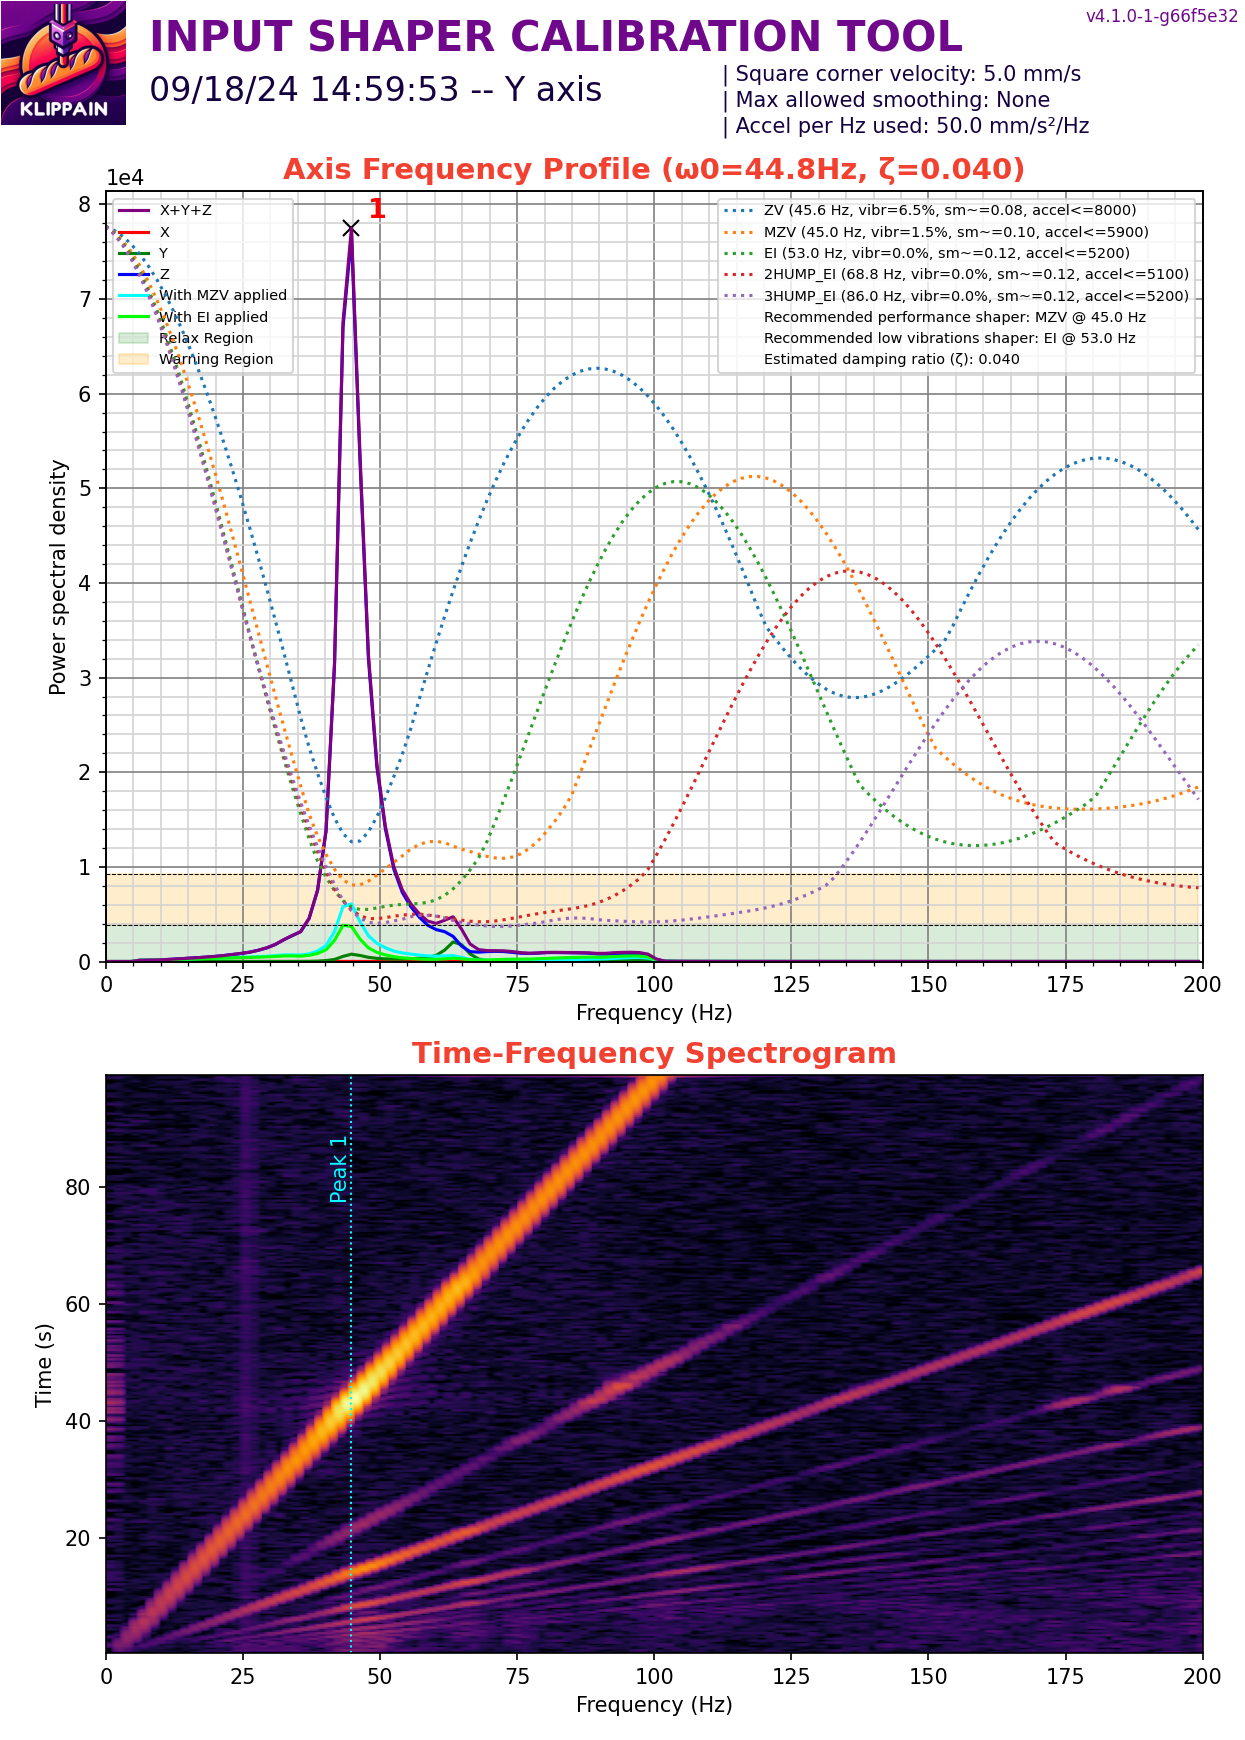 v4.1.0-1-g66f5e32
INPUT SHAPER CALIBRATION TOOL
09/18/24 14:59:53 -- Y axis
| Square corner velocity: 5.0 mm/s
| Max allowed smoothing: None
| Accel per Hz used: 50.0 mm/s²/Hz
KLIPPAIN
Axis Frequency Profile (ω0=44.8Hz, ζ=0.040)
1e4
1
X+Y+Z
X
Y
Z
With MZV applied
With EI applied
Relax Region
Warning Region
ZV (45.6 Hz, vibr=6.5%, sm~=0.08, accel<=8000)
MZV (45.0 Hz, vibr=1.5%, sm~=0.10, accel<=5900)
EI (53.0 Hz, vibr=0.0%, sm~=0.12, accel<=5200)
2HUMP_EI (68.8 Hz, vibr=0.0%, sm~=0.12, accel<=5100)
3HUMP_EI (86.0 Hz, vibr=0.0%, sm~=0.12, accel<=5200)
Recommended performance shaper: MZV @ 45.0 Hz
Recommended low vibrations shaper: EI @ 53.0 Hz
Estimated damping ratio (ζ): 0.040
Power spectral density
8
7
6
5
4
3
2
1
0
0 25 50 75 100 125 150 175 200
Frequency (Hz)
Time-Frequency Spectrogram
Peak 1
Time (s)
80
60
40
20
0 25 50 75 100 125 150 175 200
Frequency (Hz)